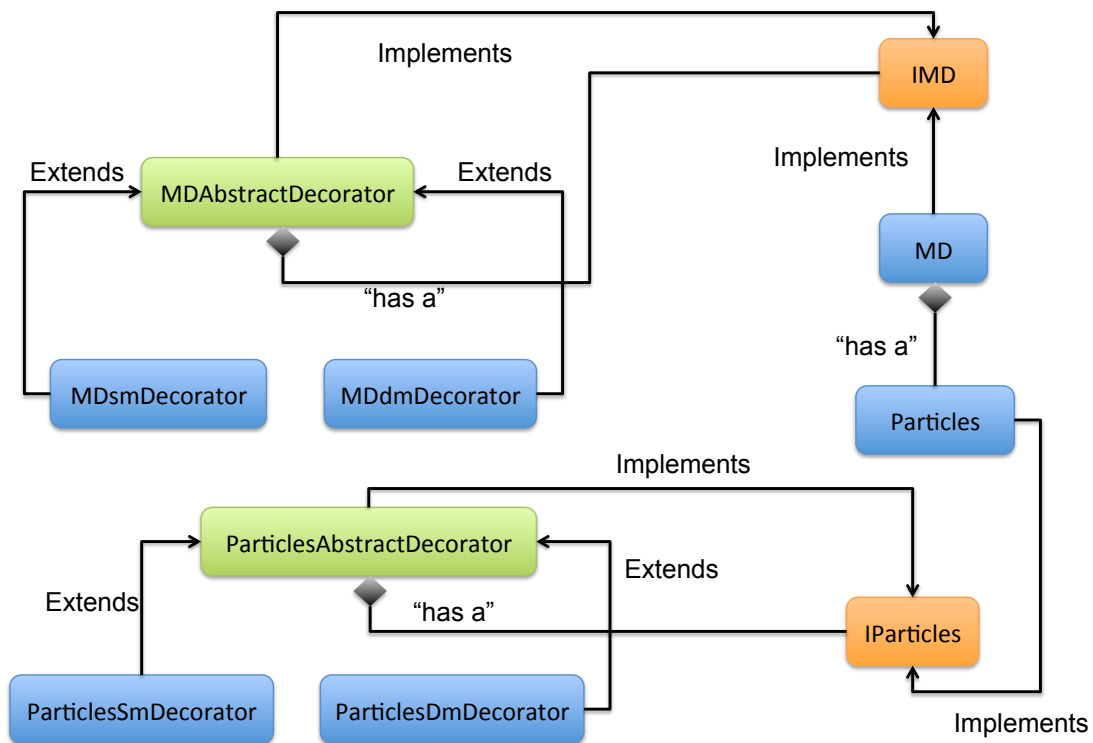 Implements
IMD
Extends
Extends
Implements
MDAbstractDecorator
MD
“has a”
“has a”
MDsmDecorator
MDdmDecorator
Particles
Implements
ParticlesAbstractDecorator
Extends
Extends
“has a”
IParticles
ParticlesSmDecorator
ParticlesDmDecorator
Implements